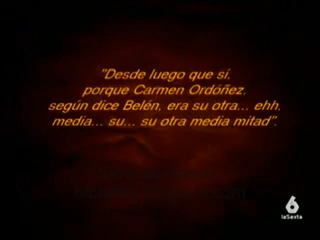 "Desde luego que sí,
porque Carmen Ordóñez,
según dice Belén, era su otra... ehh,
media... su... su otra media mitad".
6
laSexta